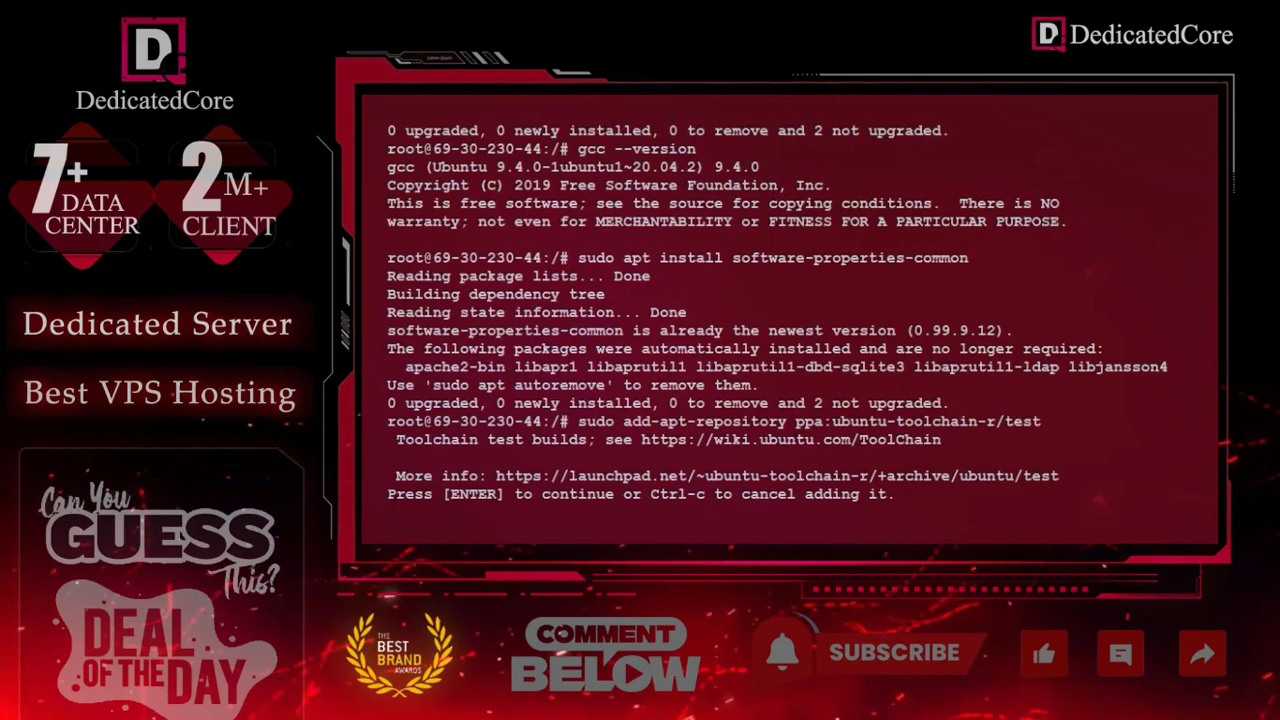 D
DedicatedCore
D DedicatedCore
7+
DATA
CENTER
2
M+
CLIENT
Dedicated Server
Best VPS Hosting
Can You
GUESS
This?
DEAL
OF THE DAY
0 upgraded, 0 newly installed, 0 to remove and 2 not upgraded.
root@69-30-230-44:/# gcc --version
gcc (Ubuntu 9.4.0-1ubuntu1~20.04.2) 9.4.0
Copyright (C) 2019 Free Software Foundation, Inc.
This is free software; see the source for copying conditions.  There is NO
warranty; not even for MERCHANTABILITY or FITNESS FOR A PARTICULAR PURPOSE.
root@69-30-230-44:/# sudo apt install software-properties-common
Reading package lists... Done
Building dependency tree
Reading state information... Done
software-properties-common is already the newest version (0.99.9.12).
The following packages were automatically installed and are no longer required:
apache2-bin libapr1 libaprutil1 libaprutil1-dbd-sqlite3 libaprutil1-ldap libjansson4
Use 'sudo apt autoremove' to remove them.
0 upgraded, 0 newly installed, 0 to remove and 2 not upgraded.
root@69-30-230-44:/# sudo add-apt-repository ppa:ubuntu-toolchain-r/test
Toolchain test builds; see https://wiki.ubuntu.com/ToolChain
More info: https://launchpad.net/~ubuntu-toolchain-r/+archive/ubuntu/test
Press [ENTER] to continue or Ctrl-c to cancel adding it.
THE
BEST
BRAND
AWARDS
COMMENT
BELOW
SUBSCRIBE